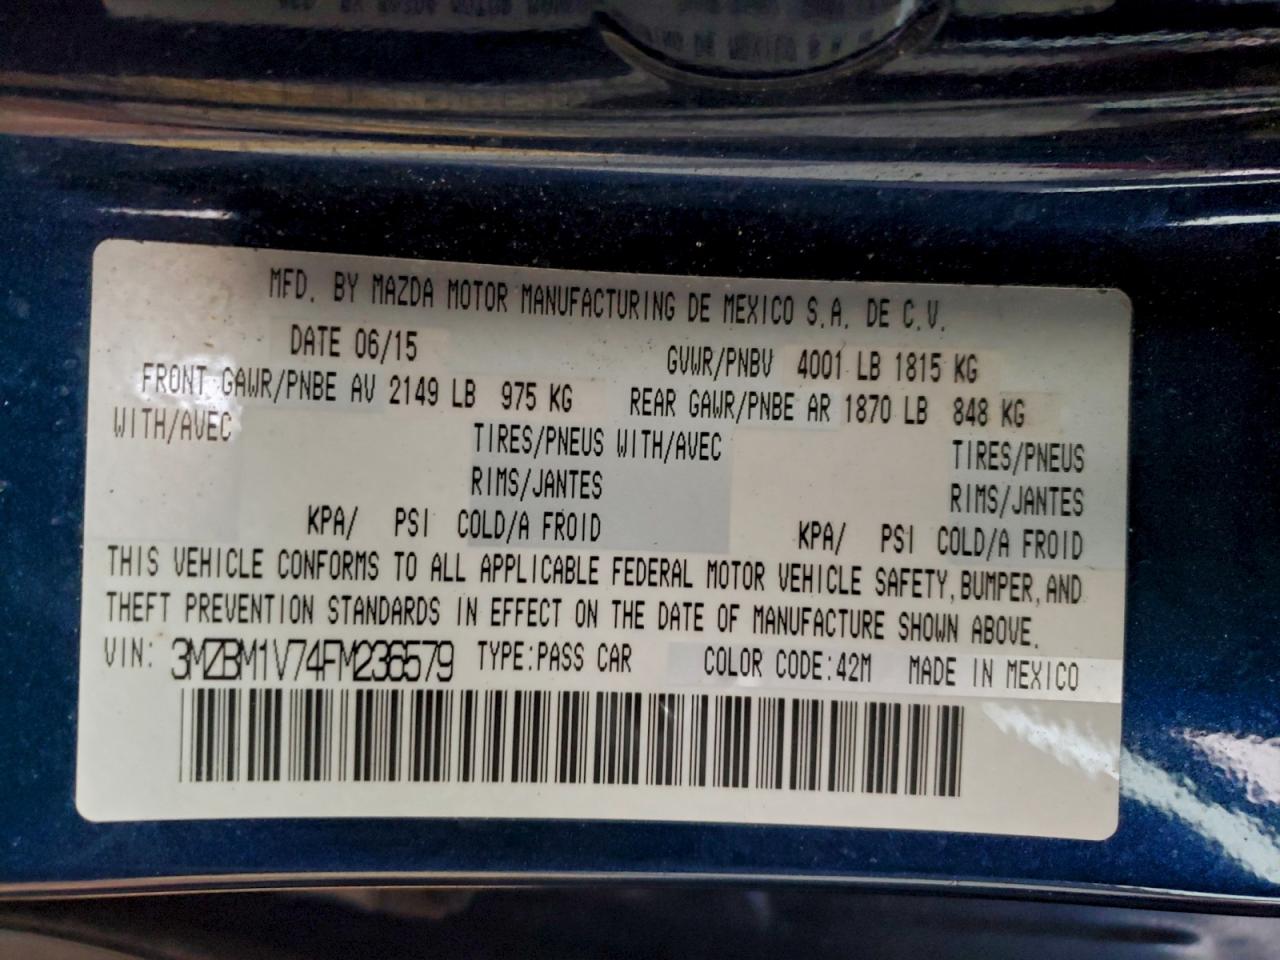 MFD. BY MAZDA MOTOR MANUFACTURING DE MEXICO S.A. DE C.V.
DATE 06/15 GVWR/PNBV 4001 LB 1815 KG
FRONT GAWR/PNBE AV 2149 LB 975 KG REAR GAWR/PNBE AR 1870 LB 848 KG
WITH/AVEC TIRES/PNEUS WITH/AVEC TIRES/PNEUS
RIMS/JANTES RIMS/JANTES
KPA/ PSI COLD/A FROID KPA/ PSI COLD/A FROID
THIS VEHICLE CONFORMS TO ALL APPLICABLE FEDERAL MOTOR VEHICLE SAFETY, BUMPER, AND
THEFT PREVENTION STANDARDS IN EFFECT ON THE DATE OF MANUFACTURE SHOWN ABOVE.
VIN: 3MZBM1V74FM236579 TYPE:PASS CAR COLOR CODE:42M MADE IN MEXICO